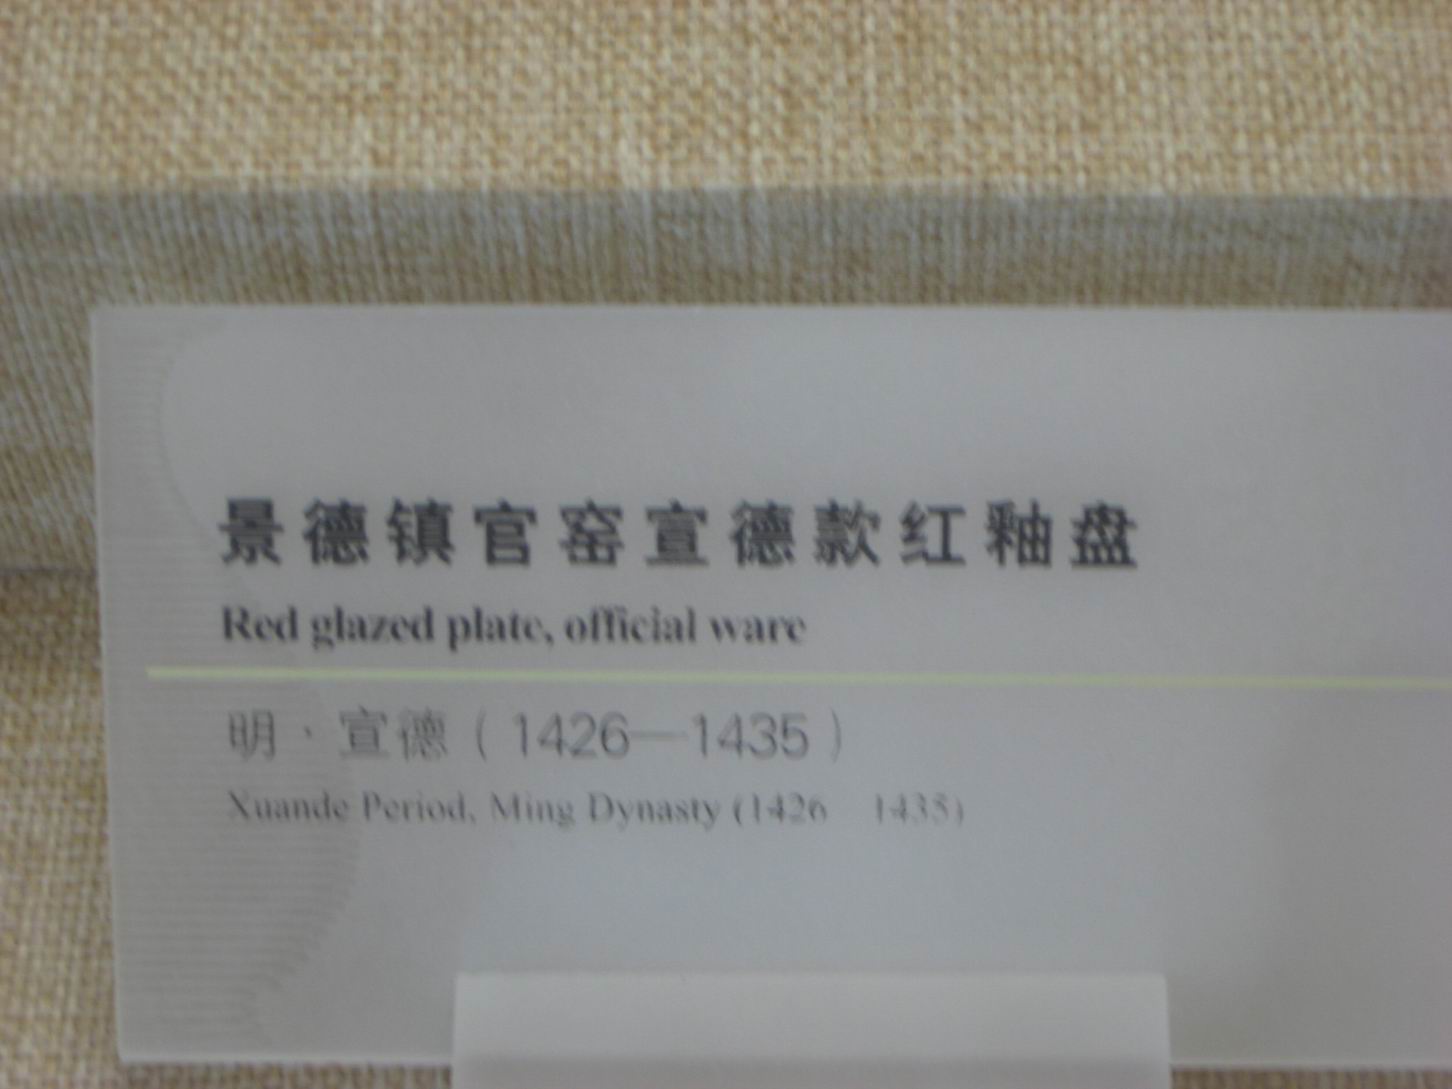 景德镇官窑宣德款红釉盘
Red glazed plate, official ware
明·宣德（1426—1435）
Xuande Period, Ming Dynasty (1426 1435)